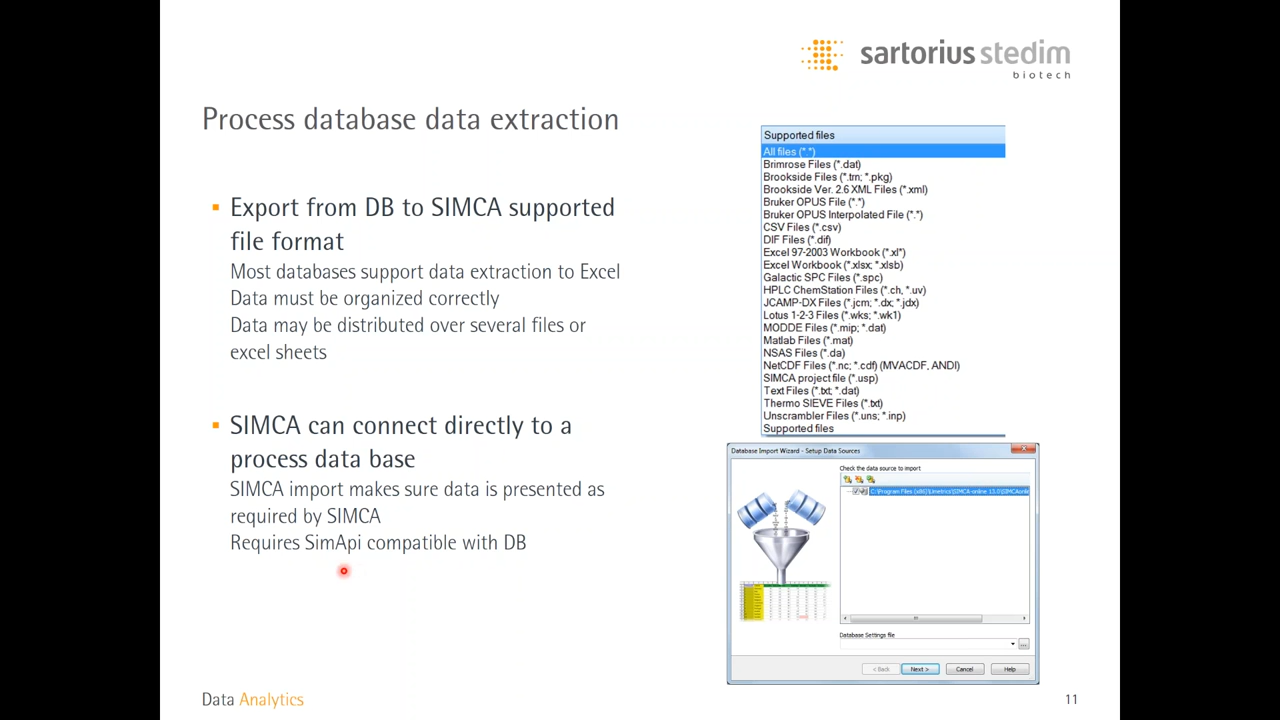 sartorius stedim
biotech
Process database data extraction
Export from DB to SIMCA supported
file format
Most databases support data extraction to Excel
Data must be organized correctly
Data may be distributed over several files or
excel sheets
SIMCA can connect directly to a
process data base
SIMCA import makes sure data is presented as
required by SIMCA
Requires SimApi compatible with DB
Supported files
All files (*.*)
Brimrose Files (*.dat)
Brookside Files (*.trn; *.pkg)
Brookside Ver. 2.6 XML Files (*.xml)
Bruker OPUS File (*.*)
Bruker OPUS Interpolated File (*.*)
CSV Files (*.csv)
DIF Files (*.dif)
Excel 97-2003 Workbook (*.xl*)
Excel Workbook (*.xlsx; *.xlsb)
Galactic SPC Files (*.spc)
HPLC ChemStation Files (*.ch, *.uv)
JCAMP-DX Files (*.jcm; *.dx; *.jdx)
Lotus 1-2-3 Files (*.wks; *.wk1)
MODDE Files (*.mip; *.dat)
Matlab Files (*.mat)
NSAS Files (*.da)
NetCDF Files (*.nc; *.cdf) (MVACDF, ANDI)
SIMCA project file (*.usp)
Text Files (*.txt; *.dat)
Thermo SIEVE Files (*.txt)
Unscrambler Files (*.uns; *.inp)
Supported files
Database Import Wizard - Setup Data Sources
Check the data source to import
C:\Program Files (x86)\Umetrics\SIMCA-online 13.0\SIMCAonlin
Database Settings file
...
< Back
Next >
Cancel
Help
Data Analytics
11